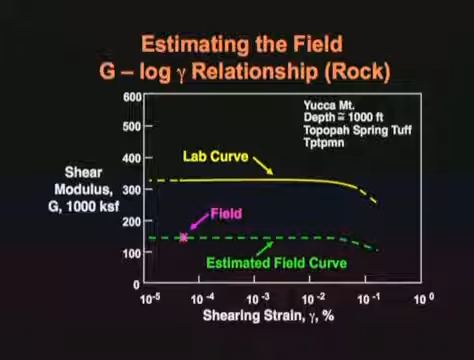 Estimating the Field
G – log γ Relationship (Rock)
600
500
400
300
200
100
0
Shear
Modulus,
G, 1000 ksf
Yucca Mt.
Depth ≅ 1000 ft
Topopah Spring Tuff
Tptpmn
Lab Curve
Field
Estimated Field Curve
10⁻⁵ 10⁻⁴ 10⁻³ 10⁻² 10⁻¹ 10⁰
Shearing Strain, γ, %